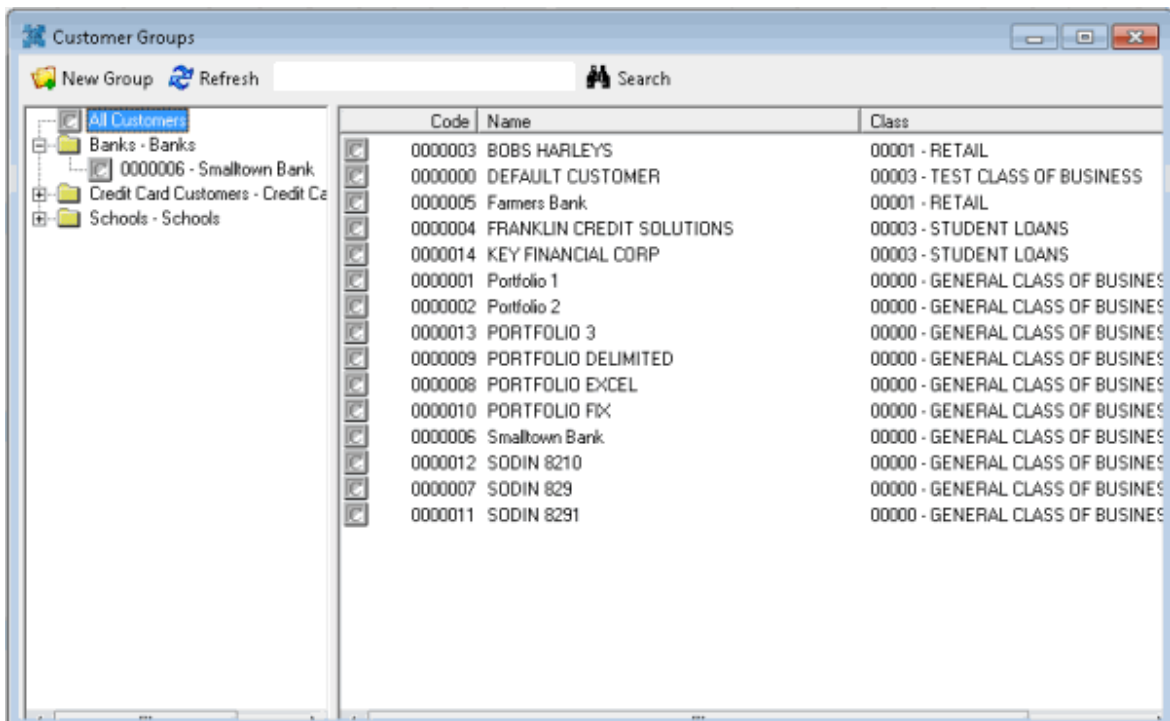 Customer Groups
New Group Refresh Search
All Customers
Banks - Banks
0000006 - Smalltown Bank
Credit Card Customers - Credit Ca
Schools - Schools
Code Name Class
0000003 BOBS HARLEYS 00001 - RETAIL
0000000 DEFAULT CUSTOMER 00003 - TEST CLASS OF BUSINESS
0000005 Farmers Bank 00001 - RETAIL
0000004 FRANKLIN CREDIT SOLUTIONS 00003 - STUDENT LOANS
0000014 KEY FINANCIAL CORP 00003 - STUDENT LOANS
0000001 Portfolio 1 00000 - GENERAL CLASS OF BUSINES
0000002 Portfolio 2 00000 - GENERAL CLASS OF BUSINES
0000013 PORTFOLIO 3 00000 - GENERAL CLASS OF BUSINES
0000009 PORTFOLIO DELIMITED 00000 - GENERAL CLASS OF BUSINES
0000008 PORTFOLIO EXCEL 00000 - GENERAL CLASS OF BUSINES
0000010 PORTFOLIO FIX 00000 - GENERAL CLASS OF BUSINES
0000006 Smalltown Bank 00000 - GENERAL CLASS OF BUSINES
0000012 SODIN 8210 00000 - GENERAL CLASS OF BUSINES
0000007 SODIN 829 00000 - GENERAL CLASS OF BUSINES
0000011 SODIN 8291 00000 - GENERAL CLASS OF BUSINES